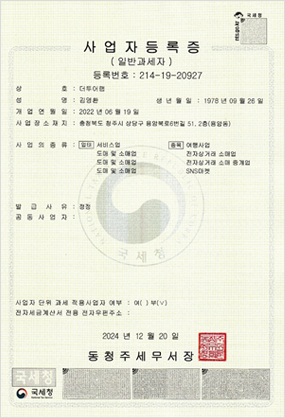 국세청
사업자등록증
( 일반과세자 )
등록번호 : 214-19-20927
상 호 : 더투어랩
성 명 : 김영환 생 년 월 일 : 1978 년 09 월 26 일
개 업 연 월 일 : 2022 년 06 월 19 일
사 업 장 소 재 지 : 충청북도 청주시 상당구 용암북로6번길 51, 2층(용암동)
사 업 의 종 류 : 업태 서비스업 종목 여행사업
도매 및 소매업 전자상거래 소매업
도매 및 소매업 전자상거래 소매 중개업
도매 및 소매업 SNS마켓
국세청
발 급 사 유 : 정정
공 동 사 업 자 :
사업자 단위 과세 적용사업자 여부 : 여( ) 부(∨)
전자세금계산서 전용 전자우편주소 :
2024 년 12 월 20 일
동청주세무서장
국세청
국세청